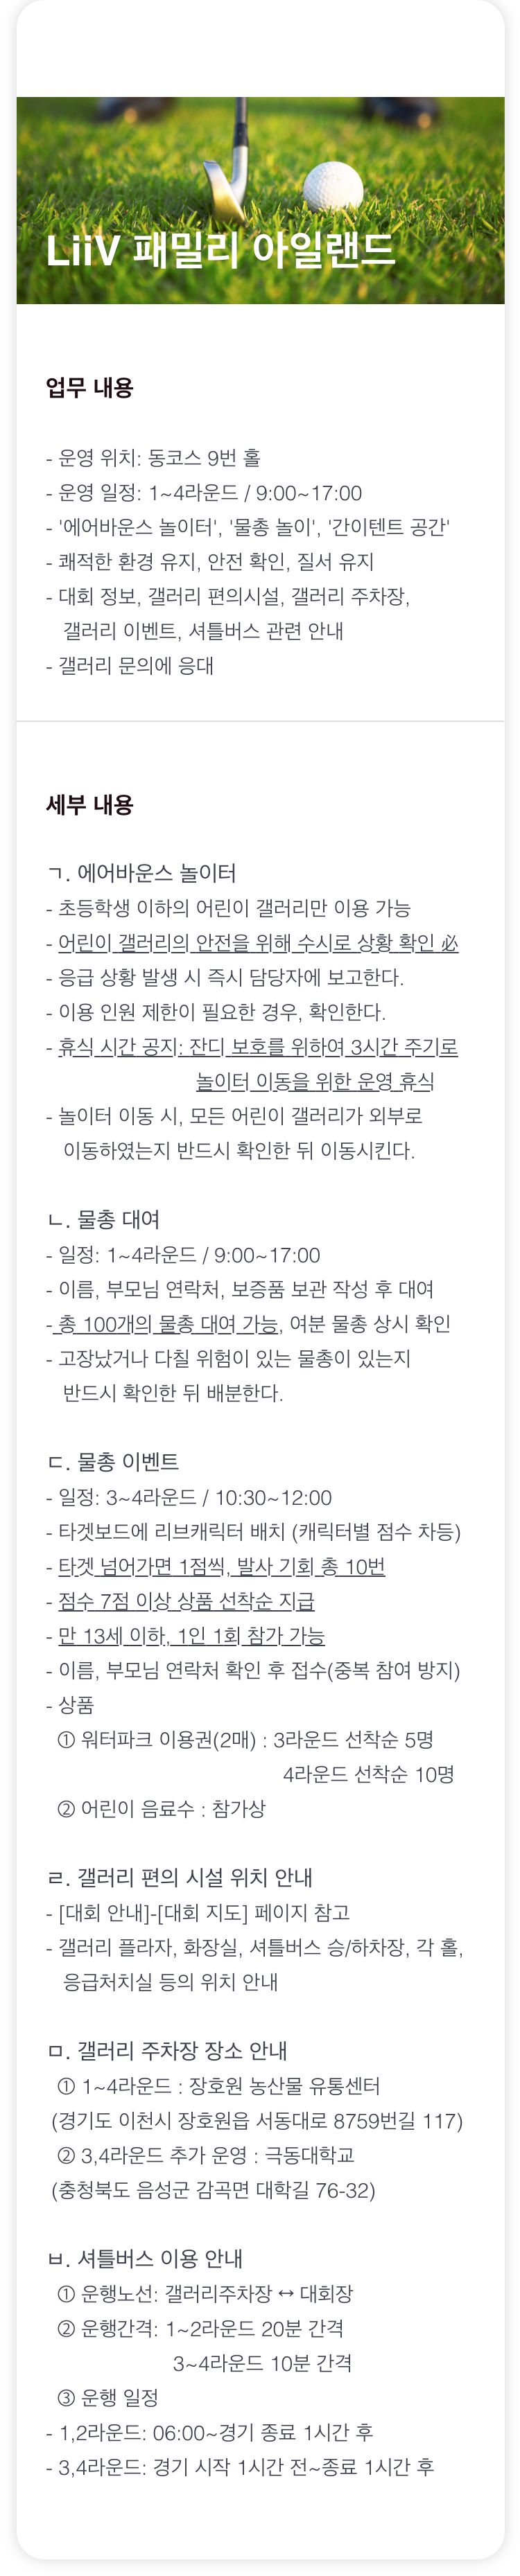 LiiV 패밀리 아일랜드
업무 내용
- 운영 위치: 동코스 9번 홀
- 운영 일정: 1~4라운드 / 9:00~17:00
- '에어바운스 놀이터', '물총 놀이', '간이텐트 공간'
- 쾌적한 환경 유지, 안전 확인, 질서 유지
- 대회 정보, 갤러리 편의시설, 갤러리 주차장,
갤러리 이벤트, 셔틀버스 관련 안내
- 갤러리 문의에 응대
세부 내용
ㄱ. 에어바운스 놀이터
- 초등학생 이하의 어린이 갤러리만 이용 가능
- 어린이 갤러리의 안전을 위해 수시로 상황 확인 必
- 응급 상황 발생 시 즉시 담당자에 보고한다.
- 이용 인원 제한이 필요한 경우, 확인한다.
- 휴식 시간 공지: 잔디 보호를 위하여 3시간 주기로
놀이터 이동을 위한 운영 휴식
- 놀이터 이동 시, 모든 어린이 갤러리가 외부로
이동하였는지 반드시 확인한 뒤 이동시킨다.
ㄴ. 물총 대여
- 일정: 1~4라운드 / 9:00~17:00
- 이름, 부모님 연락처, 보증품 보관 작성 후 대여
- 총 100개의 물총 대여 가능, 여분 물총 상시 확인
- 고장났거나 다칠 위험이 있는 물총이 있는지
반드시 확인한 뒤 배분한다.
ㄷ. 물총 이벤트
- 일정: 3~4라운드 / 10:30~12:00
- 타겟보드에 리브캐릭터 배치 (캐릭터별 점수 차등)
- 타겟 넘어가면 1점씩, 발사 기회 총 10번
- 점수 7점 이상 상품 선착순 지급
- 만 13세 이하, 1인 1회 참가 가능
- 이름, 부모님 연락처 확인 후 접수(중복 참여 방지)
- 상품
① 워터파크 이용권(2매) : 3라운드 선착순 5명
4라운드 선착순 10명
② 어린이 음료수 : 참가상
ㄹ. 갤러리 편의 시설 위치 안내
- [대회 안내]-[대회 지도] 페이지 참고
- 갤러리 플라자, 화장실, 셔틀버스 승/하차장, 각 홀,
응급처치실 등의 위치 안내
ㅁ. 갤러리 주차장 장소 안내
① 1~4라운드 : 장호원 농산물 유통센터
(경기도 이천시 장호원읍 서동대로 8759번길 117)
② 3,4라운드 추가 운영 : 극동대학교
(충청북도 음성군 감곡면 대학길 76-32)
ㅂ. 셔틀버스 이용 안내
① 운행노선: 갤러리주차장 ↔ 대회장
② 운행간격: 1~2라운드 20분 간격
3~4라운드 10분 간격
③ 운행 일정
- 1,2라운드: 06:00~경기 종료 1시간 후
- 3,4라운드: 경기 시작 1시간 전~종료 1시간 후